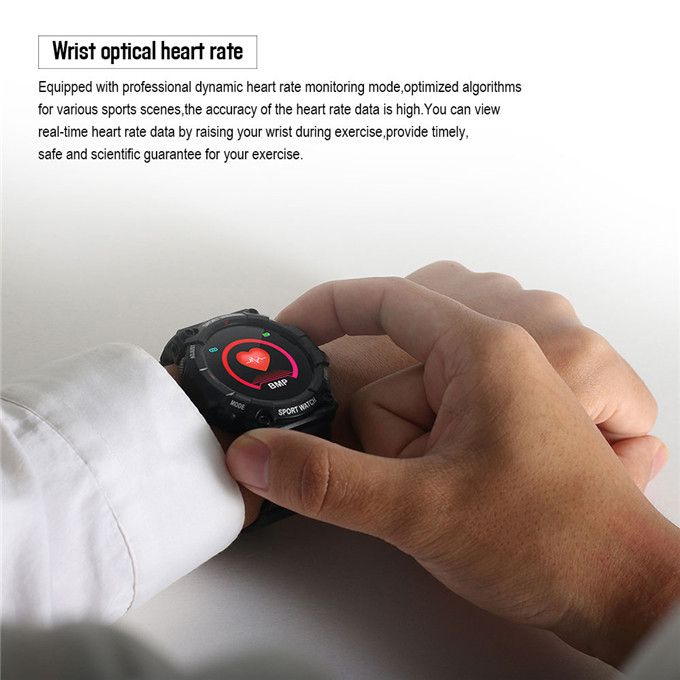 Wrist optical heart rate
Equipped with professional dynamic heart rate monitoring mode,optimized algorithms
for various sports scenes,the accuracy of the heart rate data is high.You can view
real-time heart rate data by raising your wrist during exercise,provide timely,
safe and scientific guarantee for your exercise.
BMP
MODE
SPORT WATCH